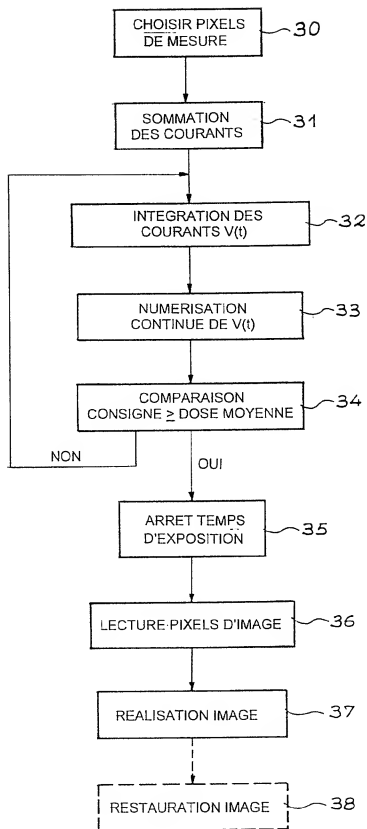 CHOISIR PIXELS
DE MESURE
30
SOMMATION
DES COURANTS
31
INTEGRATION DES
COURANTS V(t)
32
NUMERISATION
CONTINUE DE V(t)
33
COMPARAISON
CONSIGNE ≥ DOSE MOYENNE
34
NON
OUI
ARRET TEMPS
D'EXPOSITION
35
LECTURE PIXELS D'IMAGE
36
REALISATION IMAGE
37
RESTAURATION IMAGE
38